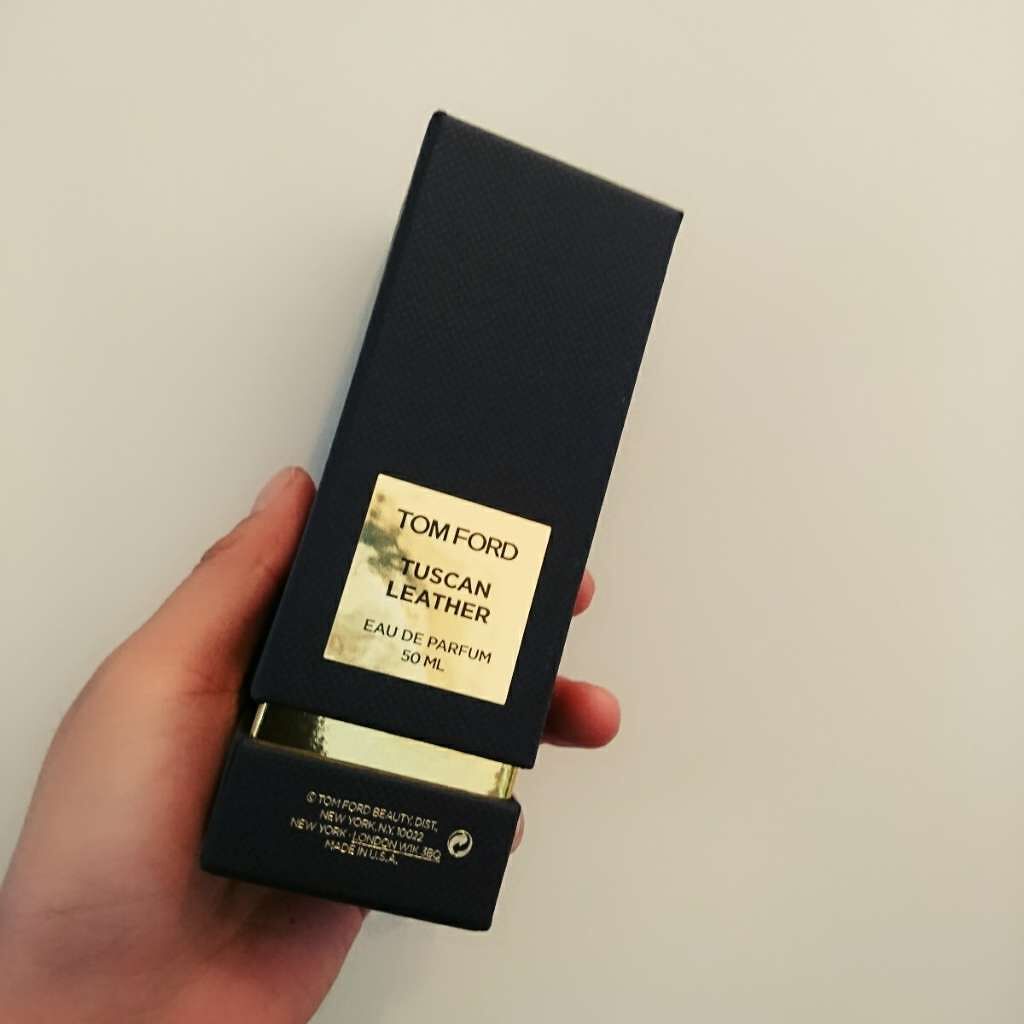 TOM FORD
TUSCAN
LEATHER
EAU DE PARFUM
50 ML
© TOM FORD BEAUTY, DIST.
NEW YORK, N.Y. 10022
NEW YORK · LONDON W1K 3BQ
MADE IN U.S.A.